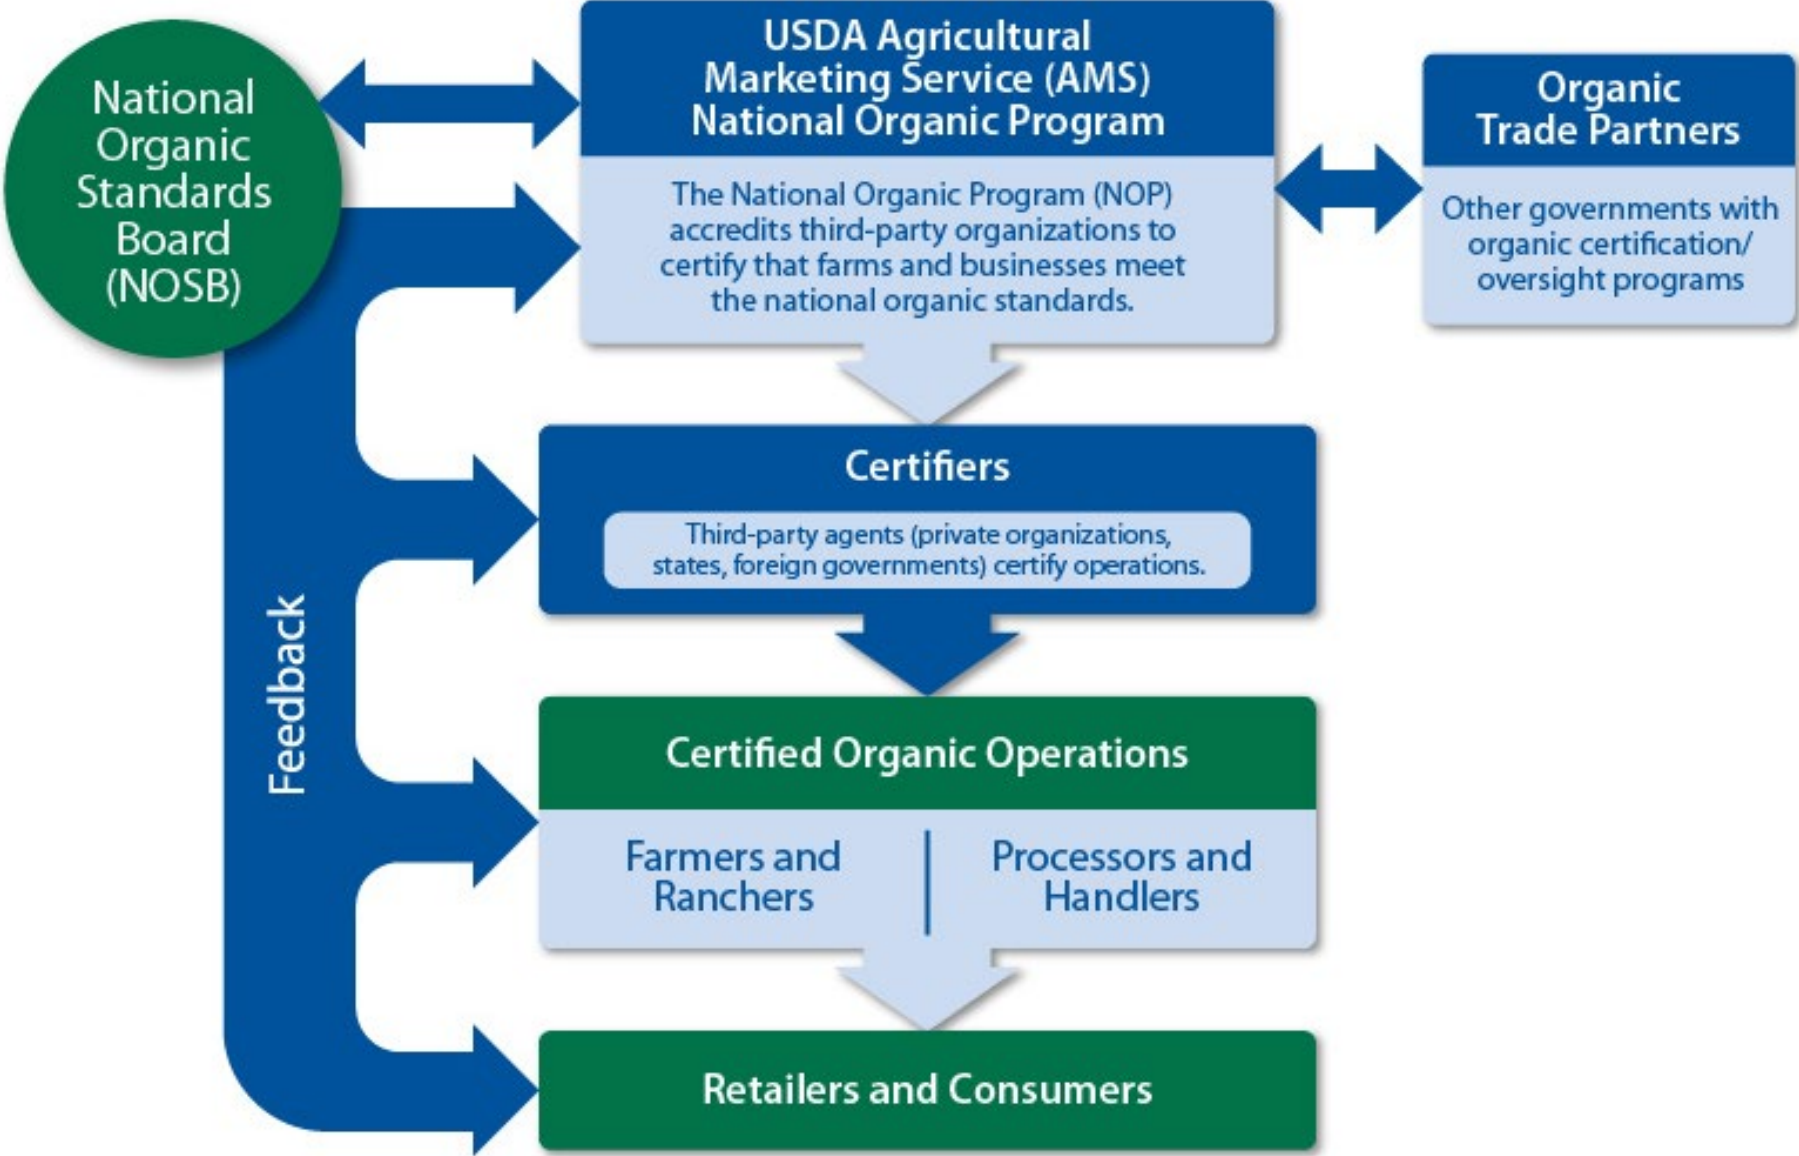 National
Organic
Standards
Board
(NOSB)
USDA Agricultural
Marketing Service (AMS)
National Organic Program
The National Organic Program (NOP)
accredits third-party organizations to
certify that farms and businesses meet
the national organic standards.
Organic
Trade Partners
Other governments with
organic certification/
oversight programs
Certifiers
Third-party agents (private organizations,
states, foreign governments) certify operations.
Feedback
Certified Organic Operations
Farmers and
Ranchers
Processors and
Handlers
Retailers and Consumers